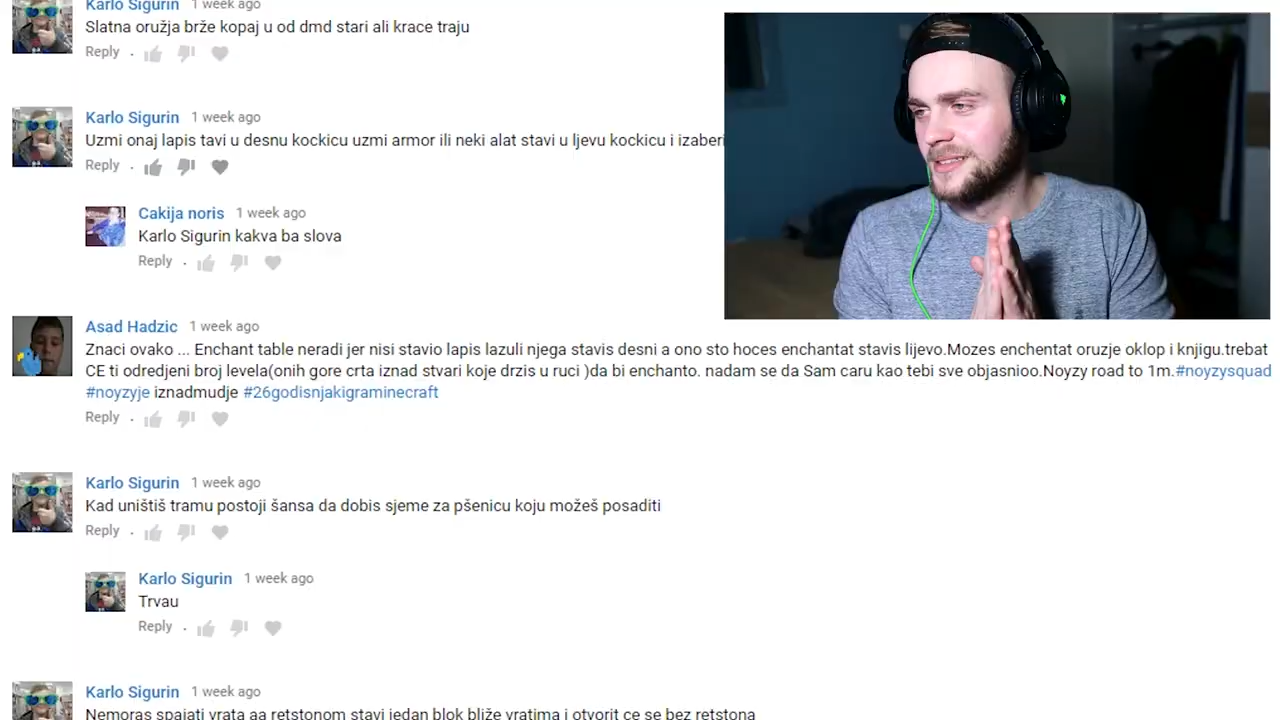 Karlo Sigurin 1 week ago
Slatna oružja brže kopaj u od dmd stari ali krace traju
Reply .
Karlo Sigurin 1 week ago
Uzmi onaj lapis tavi u desnu kockicu uzmi armor ili neki alat stavi u ljevu kockicu i izaberi
Reply .
Cakija noris 1 week ago
Karlo Sigurin kakva ba slova
Reply .
Asad Hadzic 1 week ago
Znaci ovako ... Enchant table neradi jer nisi stavio lapis lazuli njega stavis desni a ono sto hoces enchantat stavis lijevo.Mozes enchentat oruzje oklop i knjigu.trebat
CE ti odredjeni broj levela(onih gore crta iznad stvari koje drzis u ruci )da bi enchanto. nadam se da Sam caru kao tebi sve objasnioo.Noyzy road to 1m.#noyzysquad
#noyzyje iznadmudje #26godisnjakigraminecraft
Reply .
Karlo Sigurin 1 week ago
Kad uništiš tramu postoji šansa da dobis sjeme za pšenicu koju možeš posaditi
Reply .
Karlo Sigurin 1 week ago
Trvau
Reply .
Karlo Sigurin 1 week ago
Nemoras spajati vrata aa retstonom stavi jedan blok bliže vratima i otvorit ce se bez retstona